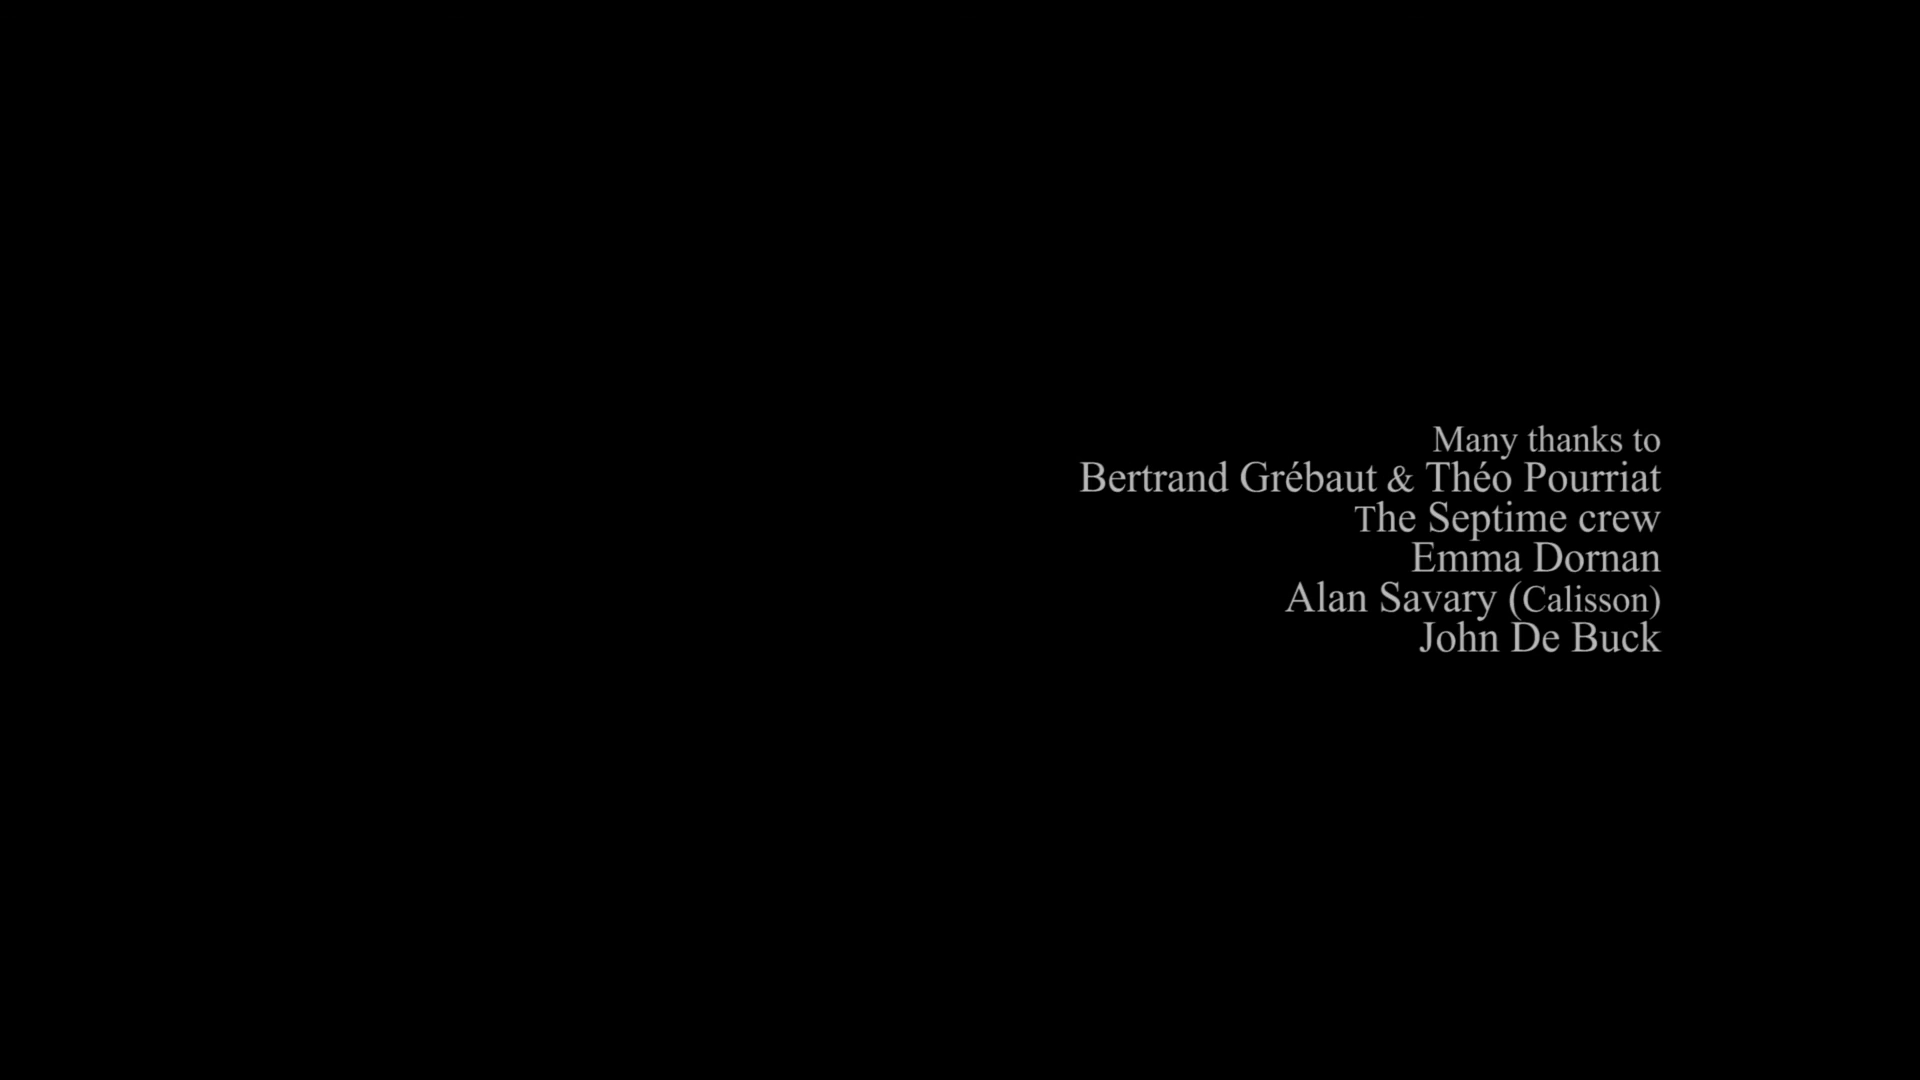 Many thanks to
Bertrand Grébaut & Théo Pourriat
The Septime crew
Emma Dornan
Alan Savary (Calisson)
John De Buck